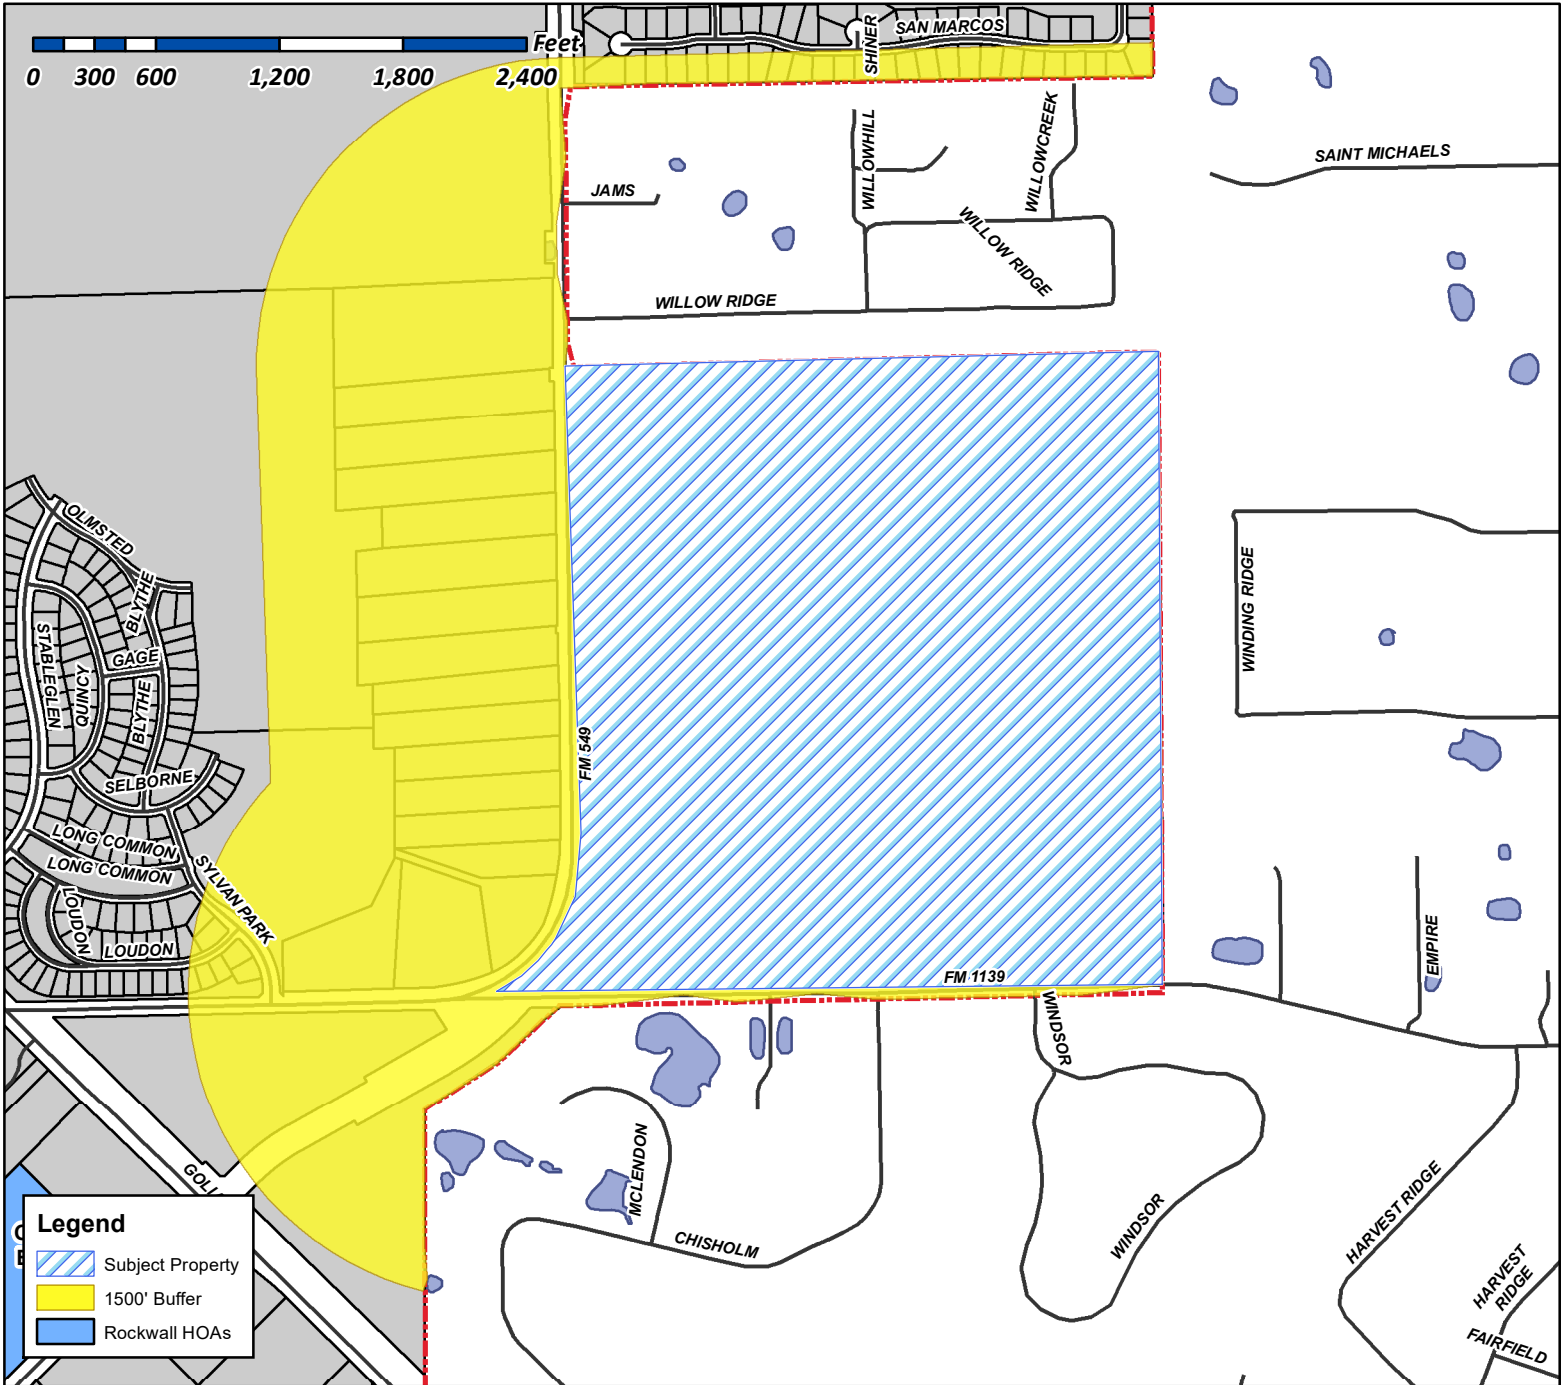 Feet
0 300 600 1,200 1,800 2,400
SHINER
SAN MARCOS
SAINT MICHAELS
WILLOWHILL
WILLOWCREEK
JAMS
WILLOW RIDGE
WILLOW RIDGE
OLMSTED
BLYTHE
STABLEGLEN
QUINCY
GAGE
BLYTHE
SELBORNE
LONG COMMON
LONG COMMON
SYLVAN PARK
LOUDON
LOUDON
FM 549
WINDING RIDGE
FM 1139
EMPIRE
WINDSOR
MCLENDON
CHISHOLM
WINDSOR
HARVEST RIDGE
HARVEST
RIDGE
FAIRFIELD
Legend
Subject Property
1500' Buffer
Rockwall HOAs